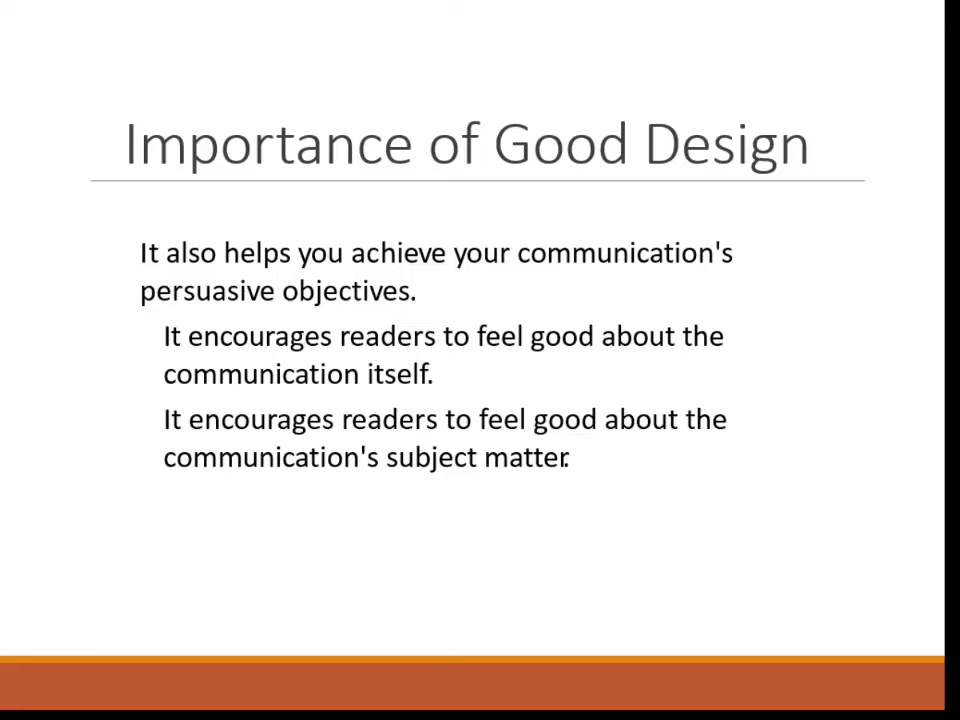 Importance of Good Design
It also helps you achieve your communication's
persuasive objectives.
It encourages readers to feel good about the
communication itself.
It encourages readers to feel good about the
communication's subject matter.